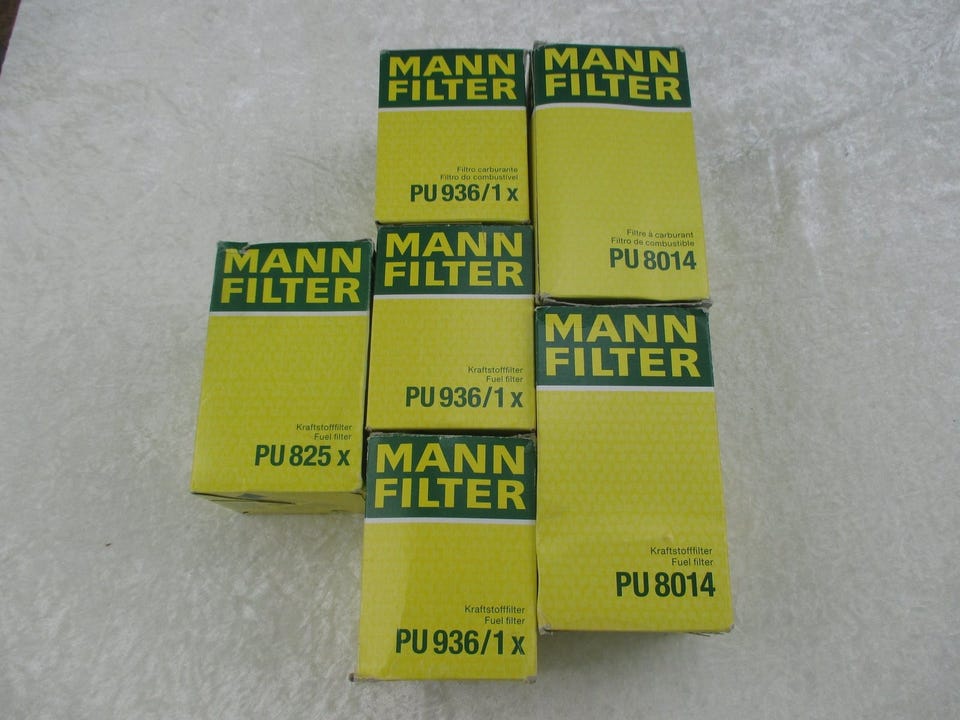 MANN
FILTER
Filtro carburante
Filtro do combustível
PU 936/1 x
MANN
FILTER
Filtre à carburant
Filtro de combustible
PU 8014
MANN
FILTER
Kraftstofffilter
Fuel filter
PU 825 x
MANN
FILTER
Kraftstofffilter
Fuel filter
PU 936/1 x
MANN
FILTER
Kraftstofffilter
Fuel filter
PU 8014
MANN
FILTER
Kraftstofffilter
Fuel filter
PU 936/1 x